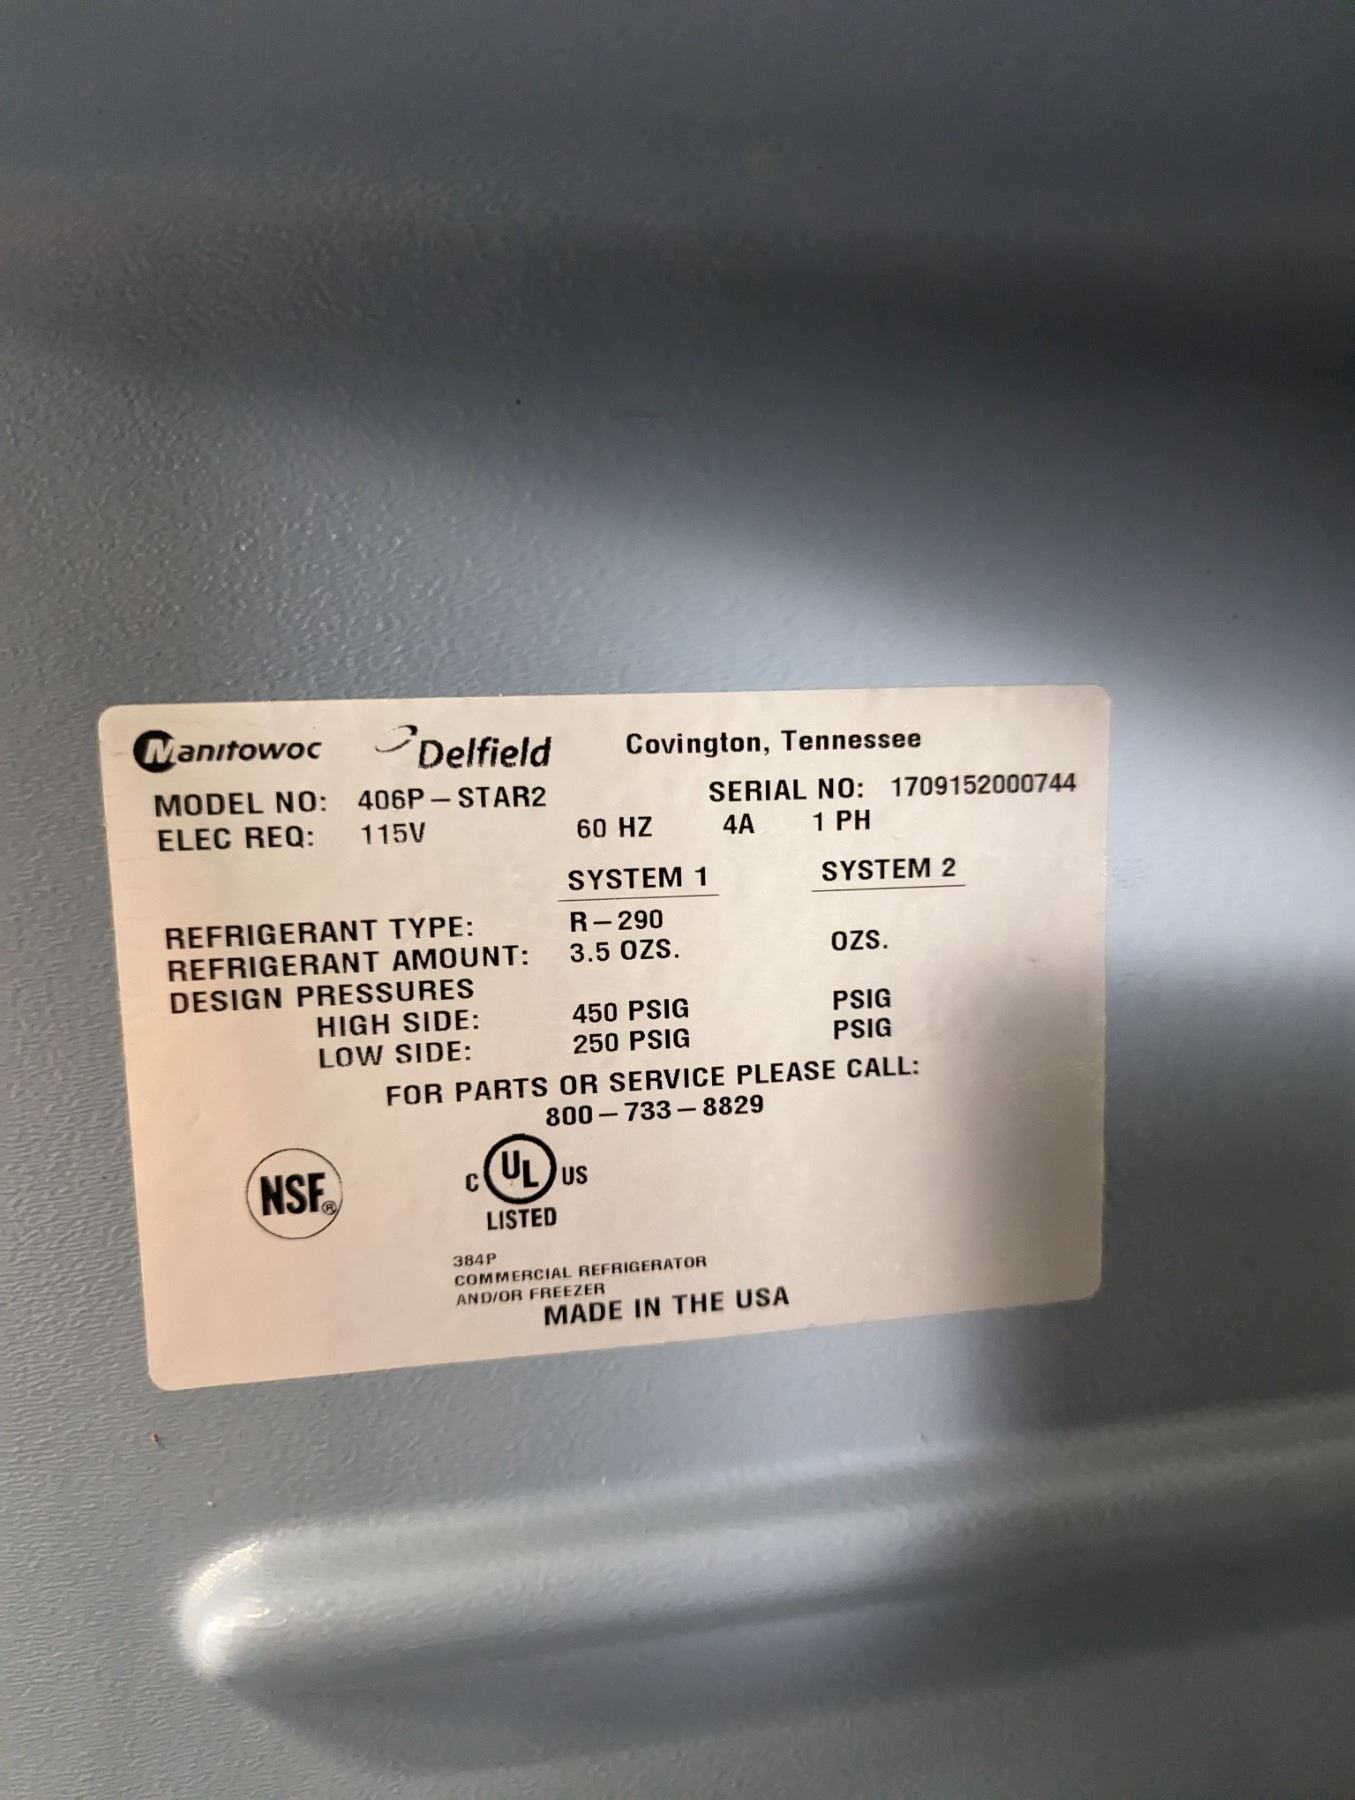 Manitowoc Delfield Covington, Tennessee
MODEL NO: 406P-STAR2 SERIAL NO: 1709152000744
ELEC REQ: 115V 60 HZ 4A 1 PH
SYSTEM 1 SYSTEM 2
REFRIGERANT TYPE: R-290
REFRIGERANT AMOUNT: 3.5 OZS. OZS.
DESIGN PRESSURES
HIGH SIDE: 450 PSIG PSIG
LOW SIDE: 250 PSIG PSIG
FOR PARTS OR SERVICE PLEASE CALL:
800-733-8829
NSF®
C UL US
LISTED
384P
COMMERCIAL REFRIGERATOR
AND/OR FREEZER
MADE IN THE USA